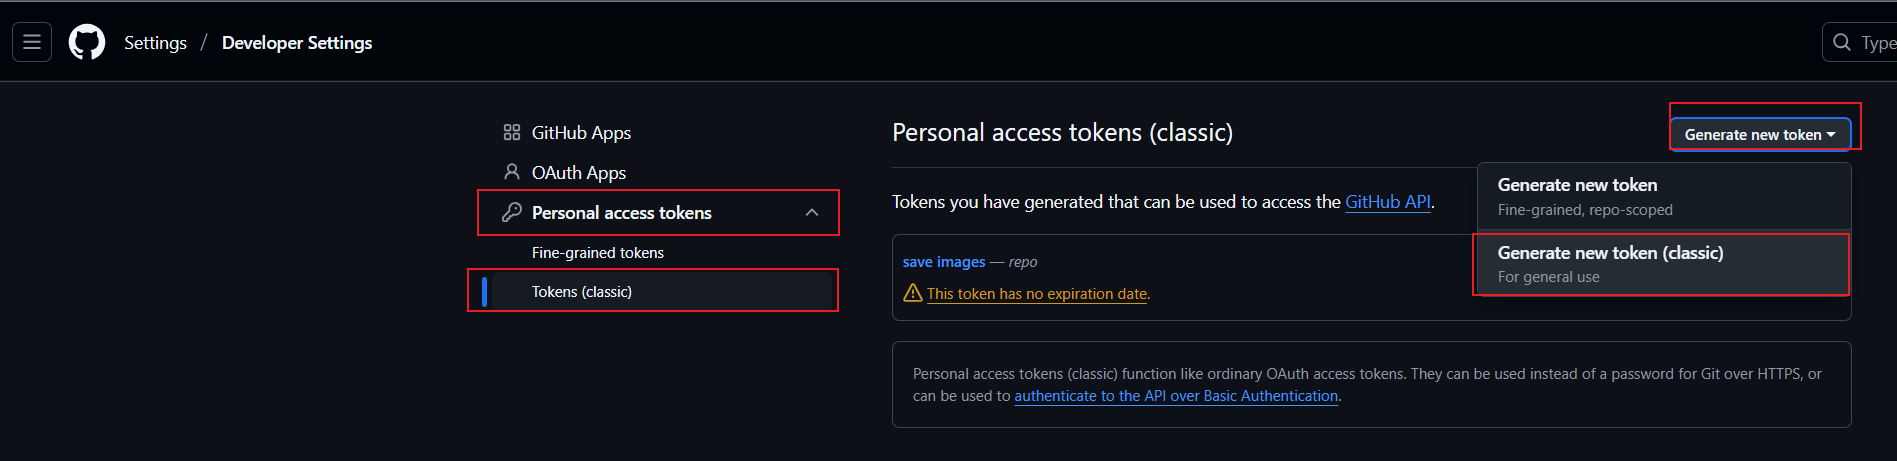 Settings / Developer Settings
Type
GitHub Apps
OAuth Apps
Personal access tokens
Fine-grained tokens
Tokens (classic)
Personal access tokens (classic)
Generate new token
Generate new token
Fine-grained, repo-scoped
Generate new token (classic)
For general use
Tokens you have generated that can be used to access the GitHub API.
save images — repo
This token has no expiration date.
Personal access tokens (classic) function like ordinary OAuth access tokens. They can be used instead of a password for Git over HTTPS, or
can be used to authenticate to the API over Basic Authentication.